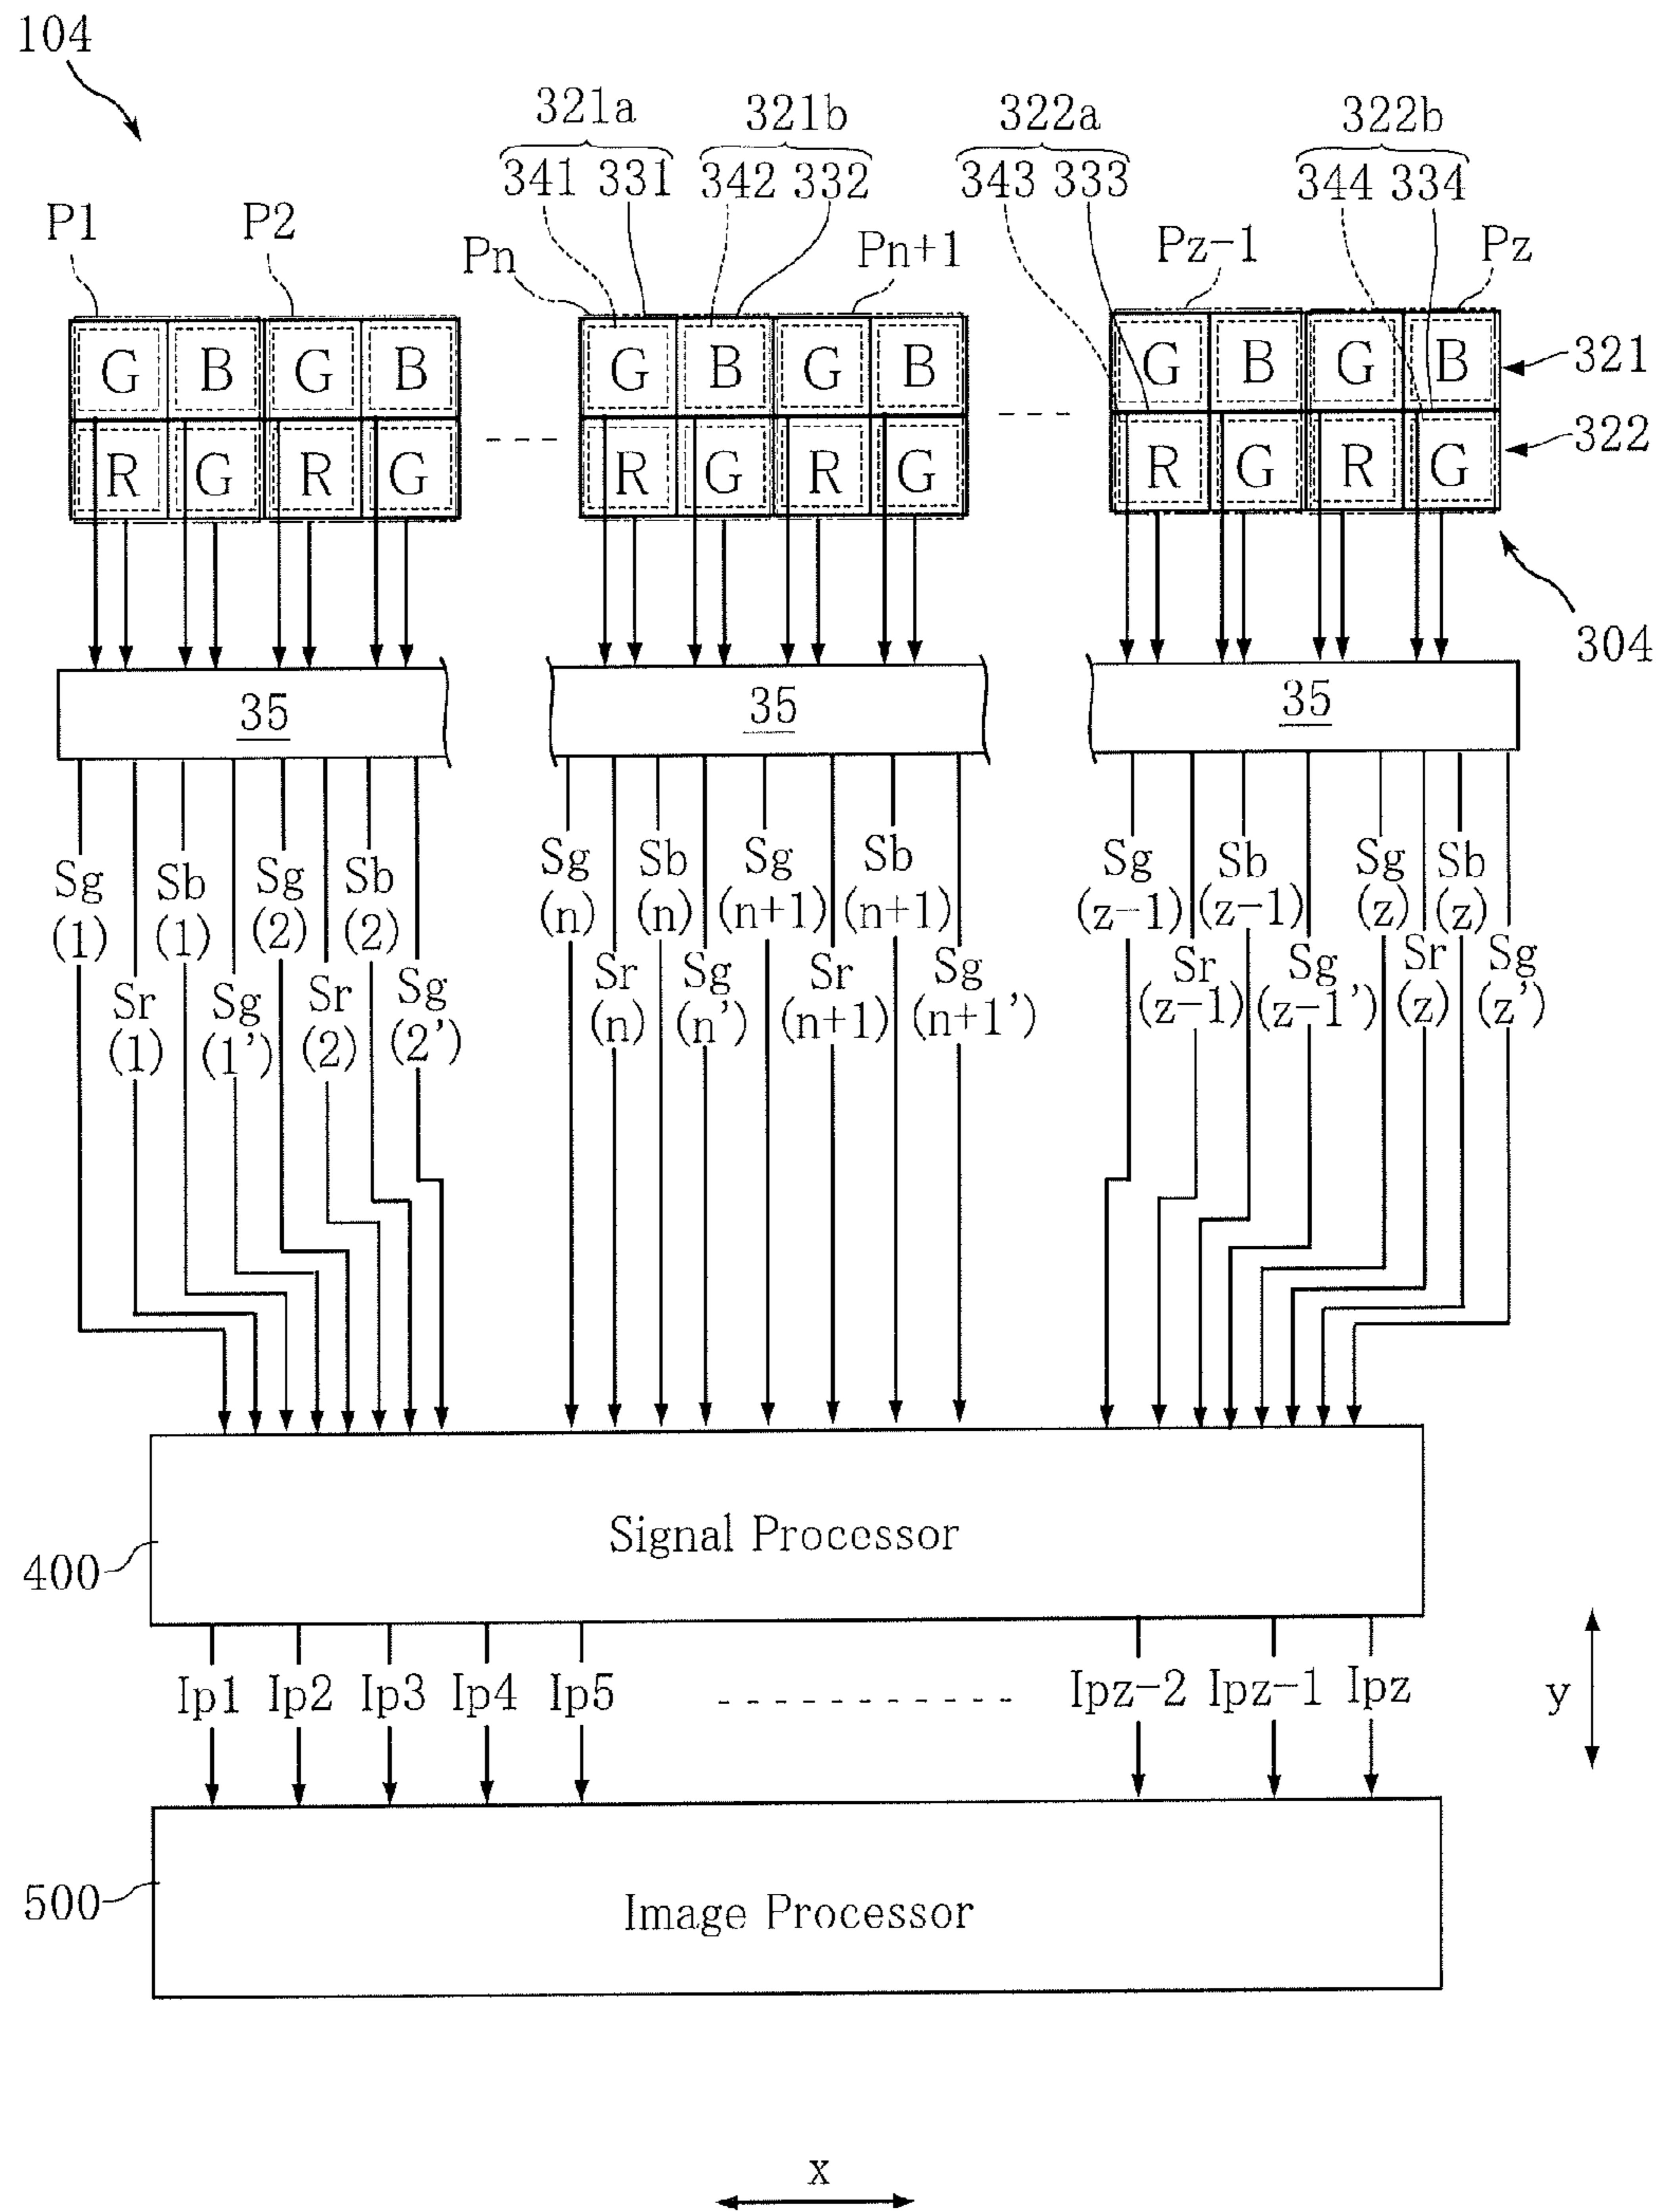 104
321a 321b 322a 322b
341 331 342 332 343 333 344 334
P1 P2 Pn Pn+1 Pz-1 Pz
G B G B G B G B G B G B 321
R G R G R G R G R G R G 322
304
35 35 35
Sg (1) Sr (1) Sb (1) Sg (1') Sg (2) Sr (2) Sb (2) Sg (2')
Sg (n) Sr (n) Sb (n) Sg (n') Sg (n+1) Sr (n+1) Sb (n+1) Sg (n+1')
Sg (z-1) Sr (z-1) Sb (z-1) Sg (z-1') Sg (z) Sr (z) Sb (z) Sg (z')
Signal Processor
400
Ip1 Ip2 Ip3 Ip4 Ip5 Ipz-2 Ipz-1 Ipz
y
500
Image Processor
x